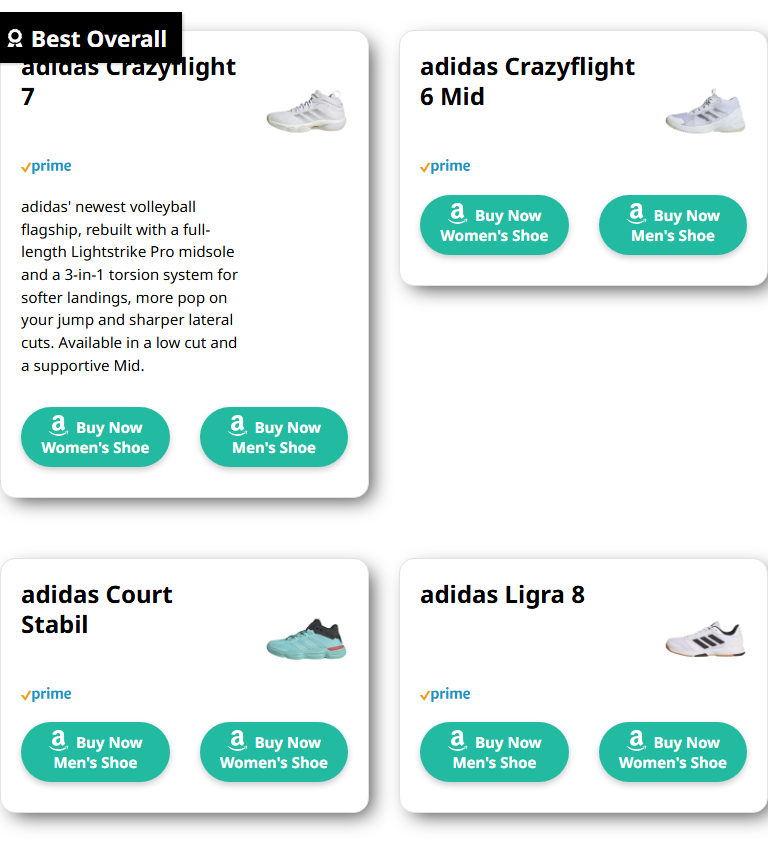 Best Overall
adidas Crazyflight
7
prime
adidas' newest volleyball
flagship, rebuilt with a full-
length Lightstrike Pro midsole
and a 3-in-1 torsion system for
softer landings, more pop on
your jump and sharper lateral
cuts. Available in a low cut and
a supportive Mid.
Buy Now
Women's Shoe
Buy Now
Men's Shoe
adidas Crazyflight
6 Mid
prime
Buy Now
Women's Shoe
Buy Now
Men's Shoe
adidas Court
Stabil
prime
Buy Now
Men's Shoe
Buy Now
Women's Shoe
adidas Ligra 8
prime
Buy Now
Men's Shoe
Buy Now
Women's Shoe